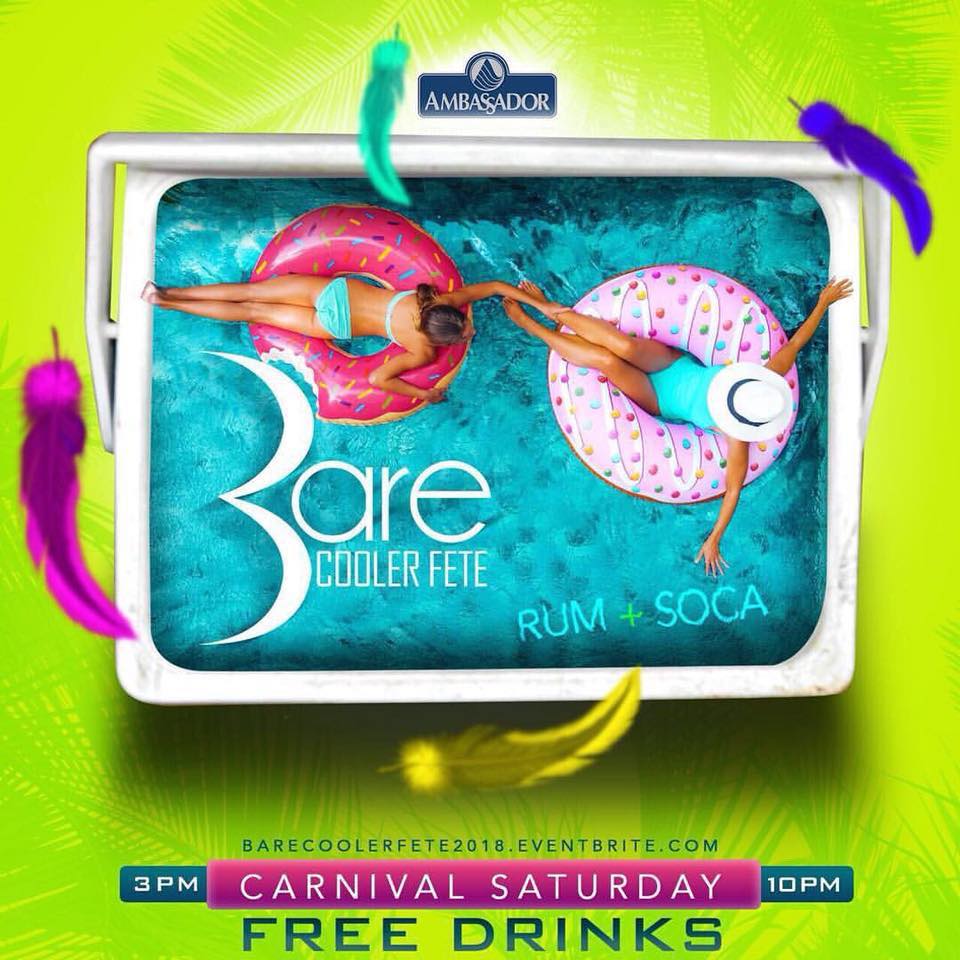 AMBASSADOR
Bare
COOLER FETE
RUM + SOCA
BARECOOLERFETE2018.EVENTBRITE.COM
3PM CARNIVAL SATURDAY 10PM
FREE DRINKS